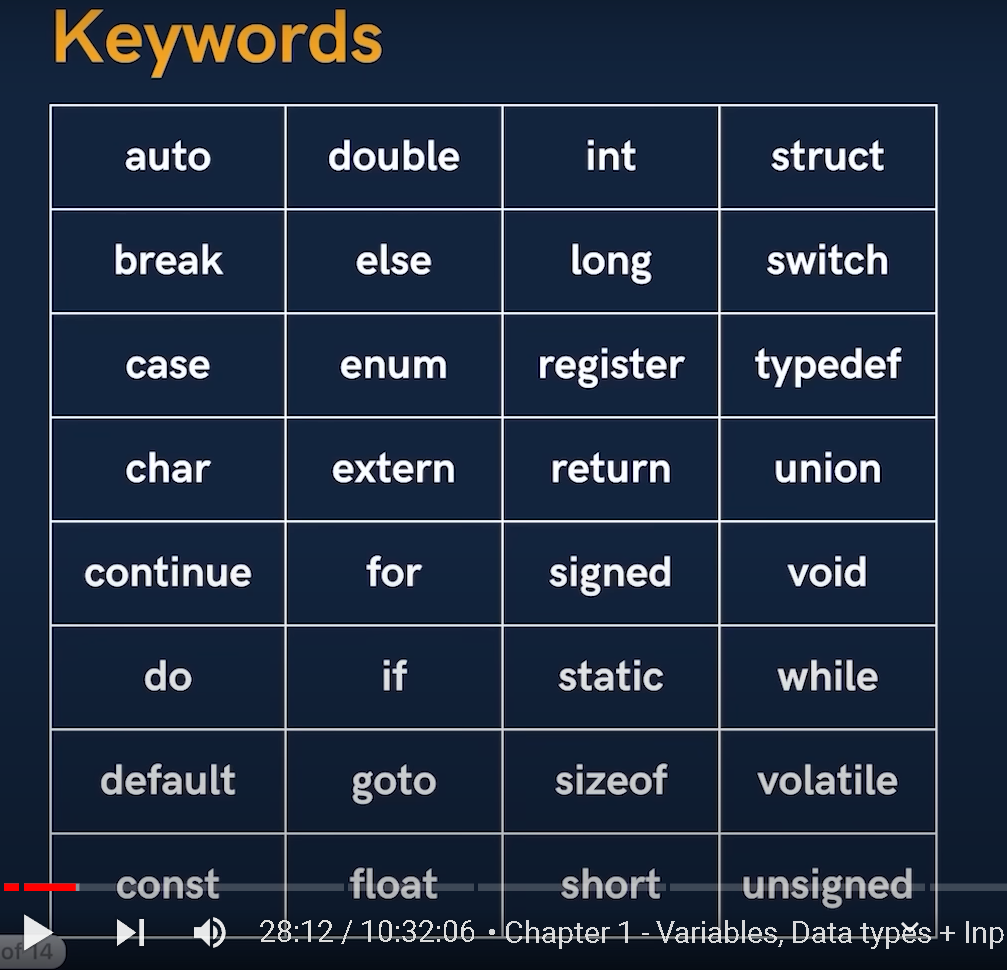 Keywords
auto double int struct
break else long switch
case enum register typedef
char extern return union
continue for signed void
do if static while
default goto sizeof volatile
const float short unsigned
28:12 / 10:32:06 • Chapter 1 - Variables, Data types + Inp
of 14